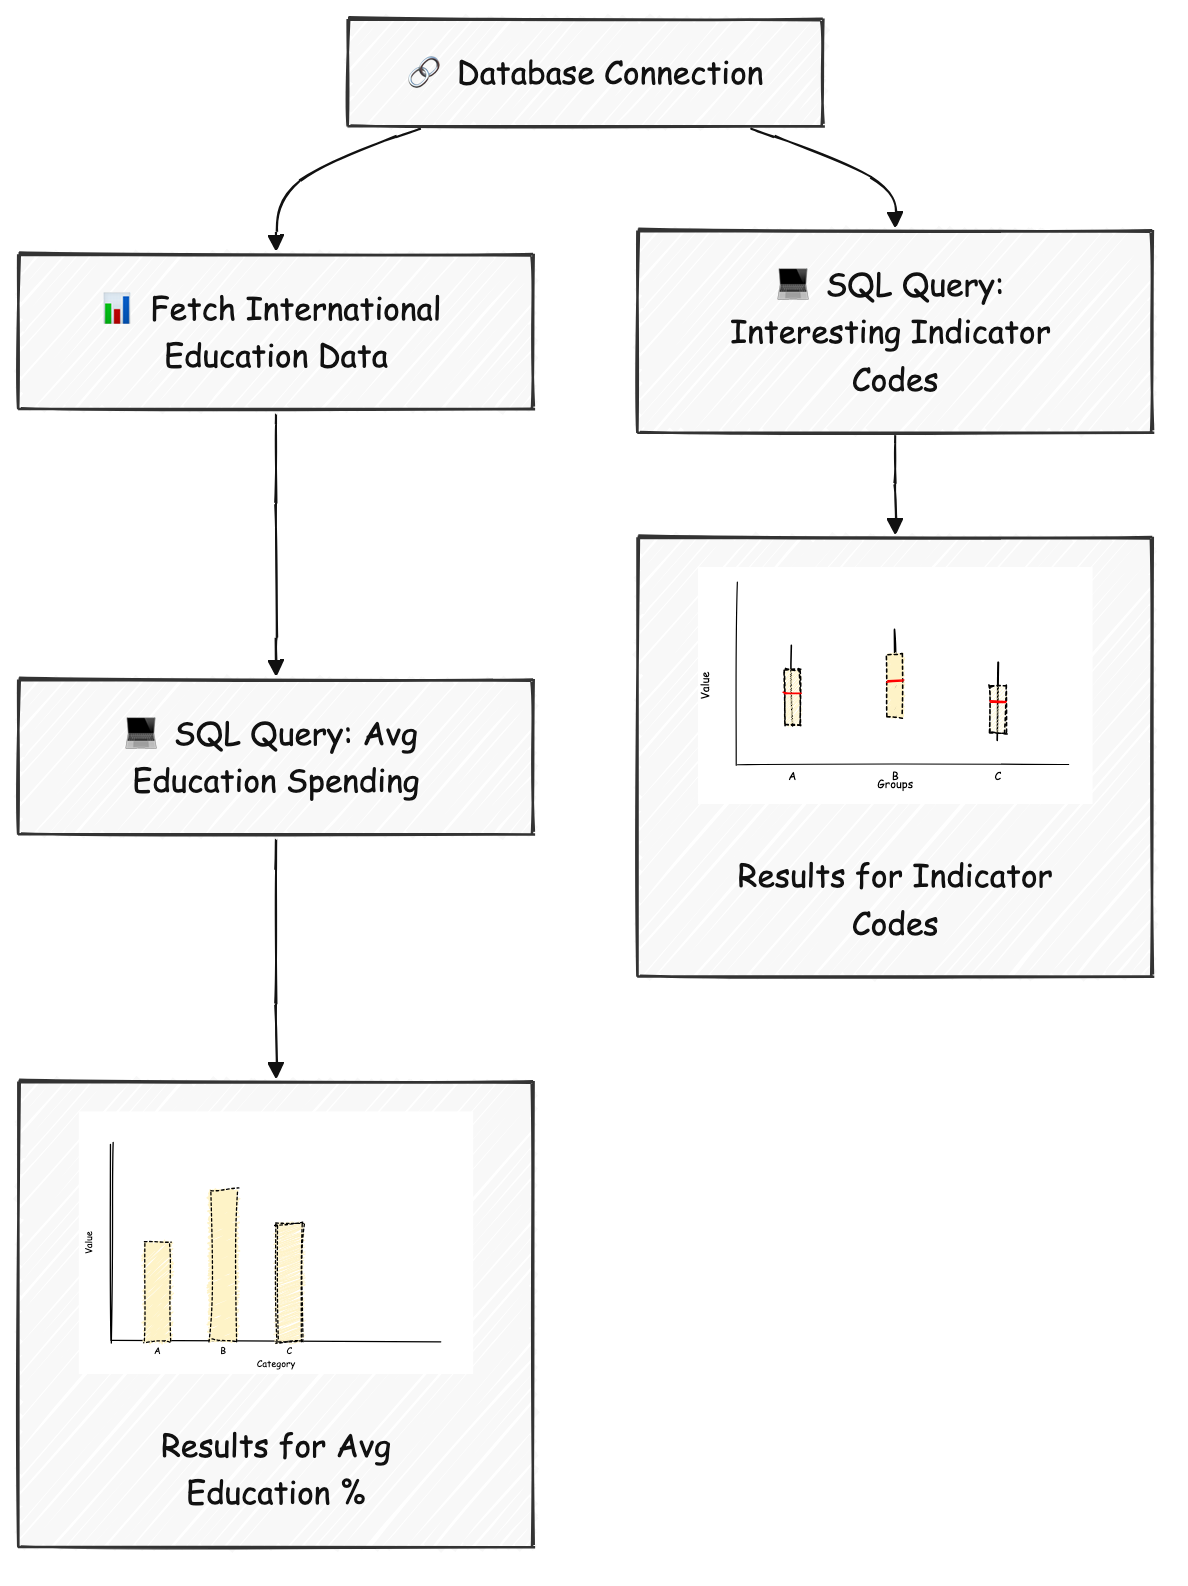 Database Connection
Fetch International
Education Data
SQL Query:
Interesting Indicator
Codes
SQL Query: Avg
Education Spending
Value
A
B
C
Groups
Results for Indicator
Codes
Value
A
B
C
Category
Results for Avg
Education %